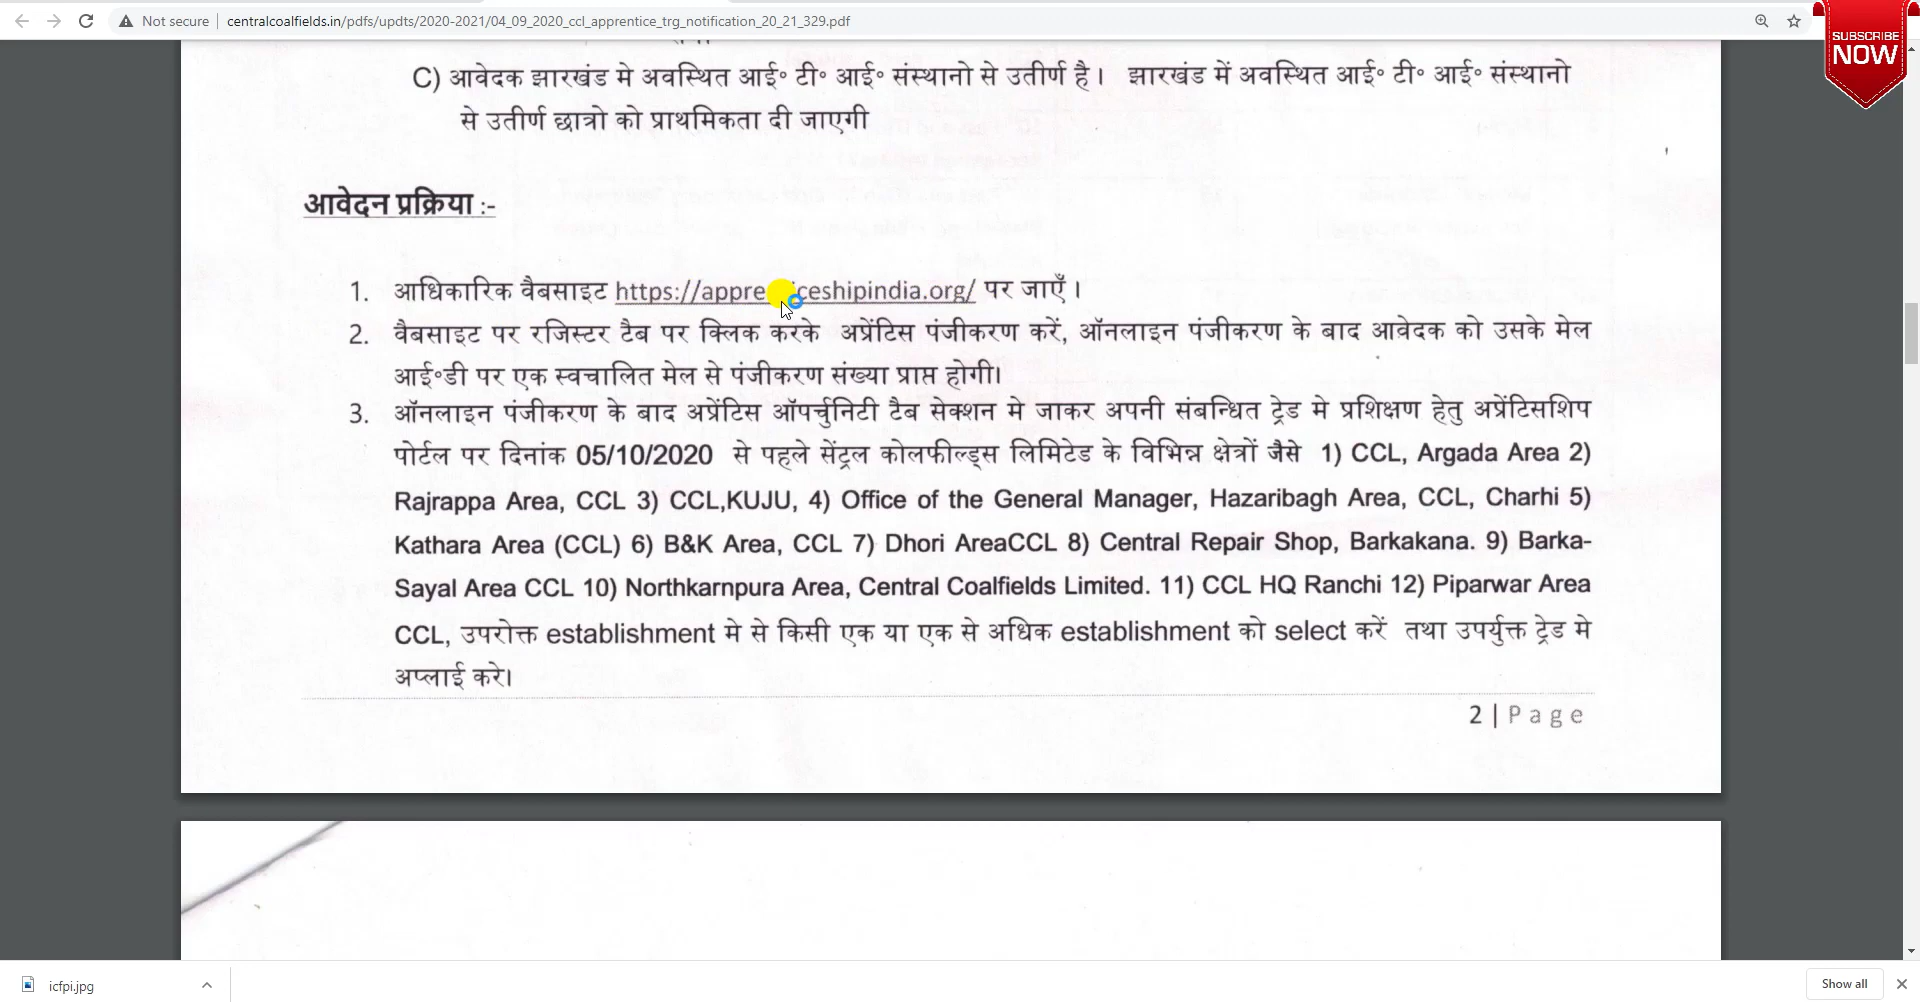 Not secure | centralcoalfields.in/pdfs/updts/2020-2021/04_09_2020_ccl_apprentice_trg_notification_20_21_329.pdf
SUBSCRIBE
NOW
C) आवेदक झारखंड मे अवस्थित आई॰ टी॰ आई॰ संस्थानो से उतीर्ण है। झारखंड में अवस्थित आई॰ टी॰ आई॰ संस्थानो
से उतीर्ण छात्रो को प्राथमिकता दी जाएगी
आवेदन प्रक्रिया :-
1. आधिकारिक वैबसाइट https://appre ceshipindia.org/ पर जाएँ।
2. वैबसाइट पर रजिस्टर टैब पर क्लिक करके अप्रेंटिस पंजीकरण करें, ऑनलाइन पंजीकरण के बाद आवेदक को उसके मेल
आई॰डी पर एक स्वचालित मेल से पंजीकरण संख्या प्राप्त होगी।
3. ऑनलाइन पंजीकरण के बाद अप्रेंटिस ऑपर्चुनिटी टैब सेक्शन मे जाकर अपनी संबन्धित ट्रेड मे प्रशिक्षण हेतु अप्रेंटिसशिप
पोर्टल पर दिनांक 05/10/2020 से पहले सेंट्रल कोलफील्ड्स लिमिटेड के विभिन्न क्षेत्रों जैसे 1) CCL, Argada Area 2)
Rajrappa Area, CCL 3) CCL,KUJU, 4) Office of the General Manager, Hazaribagh Area, CCL, Charhi 5)
Kathara Area (CCL) 6) B&K Area, CCL 7) Dhori AreaCCL 8) Central Repair Shop, Barkakana. 9) Barka-
Sayal Area CCL 10) Northkarnpura Area, Central Coalfields Limited. 11) CCL HQ Ranchi 12) Piparwar Area
CCL, उपरोक्त establishment मे से किसी एक या एक से अधिक establishment को select करें तथा उपर्युक्त ट्रेड मे
अप्लाई करे।
2 | Page
icfpi.jpg
Show all